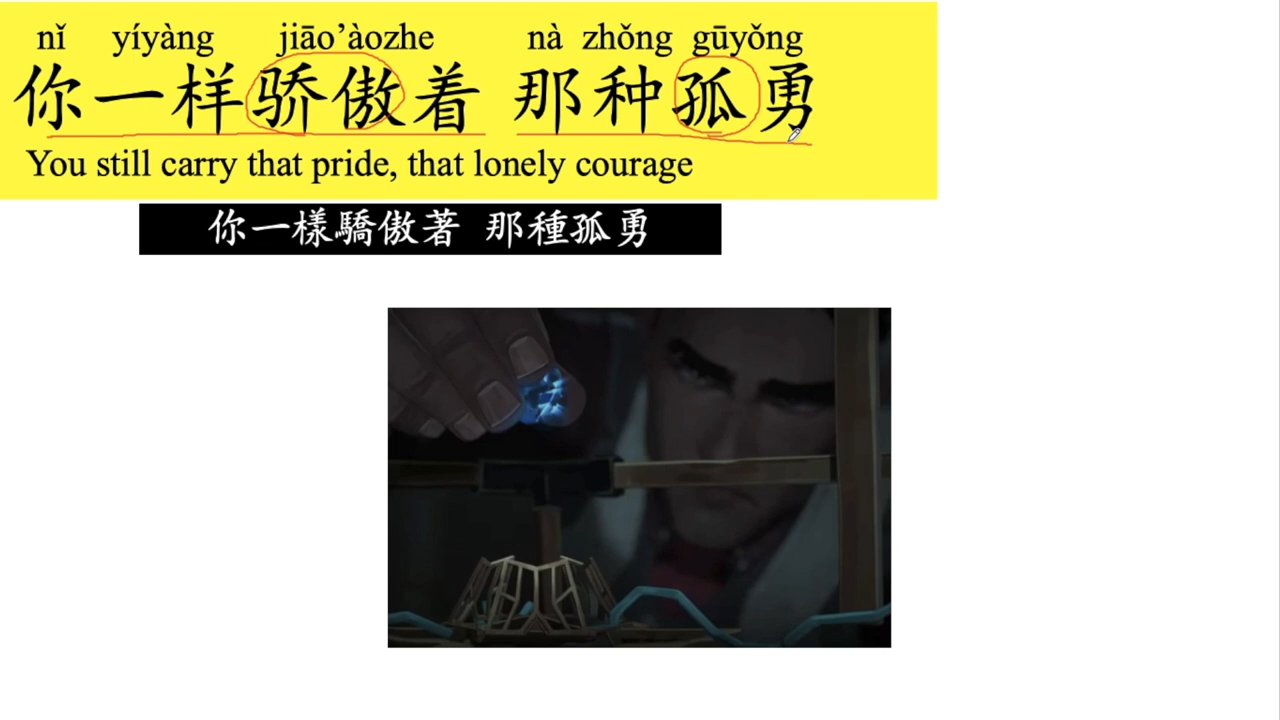 nǐ yíyàng jiāo’àozhe nà zhǒng gūyǒng
你一样骄傲着 那种孤勇
You still carry that pride, that lonely courage
你一樣驕傲著 那種孤勇